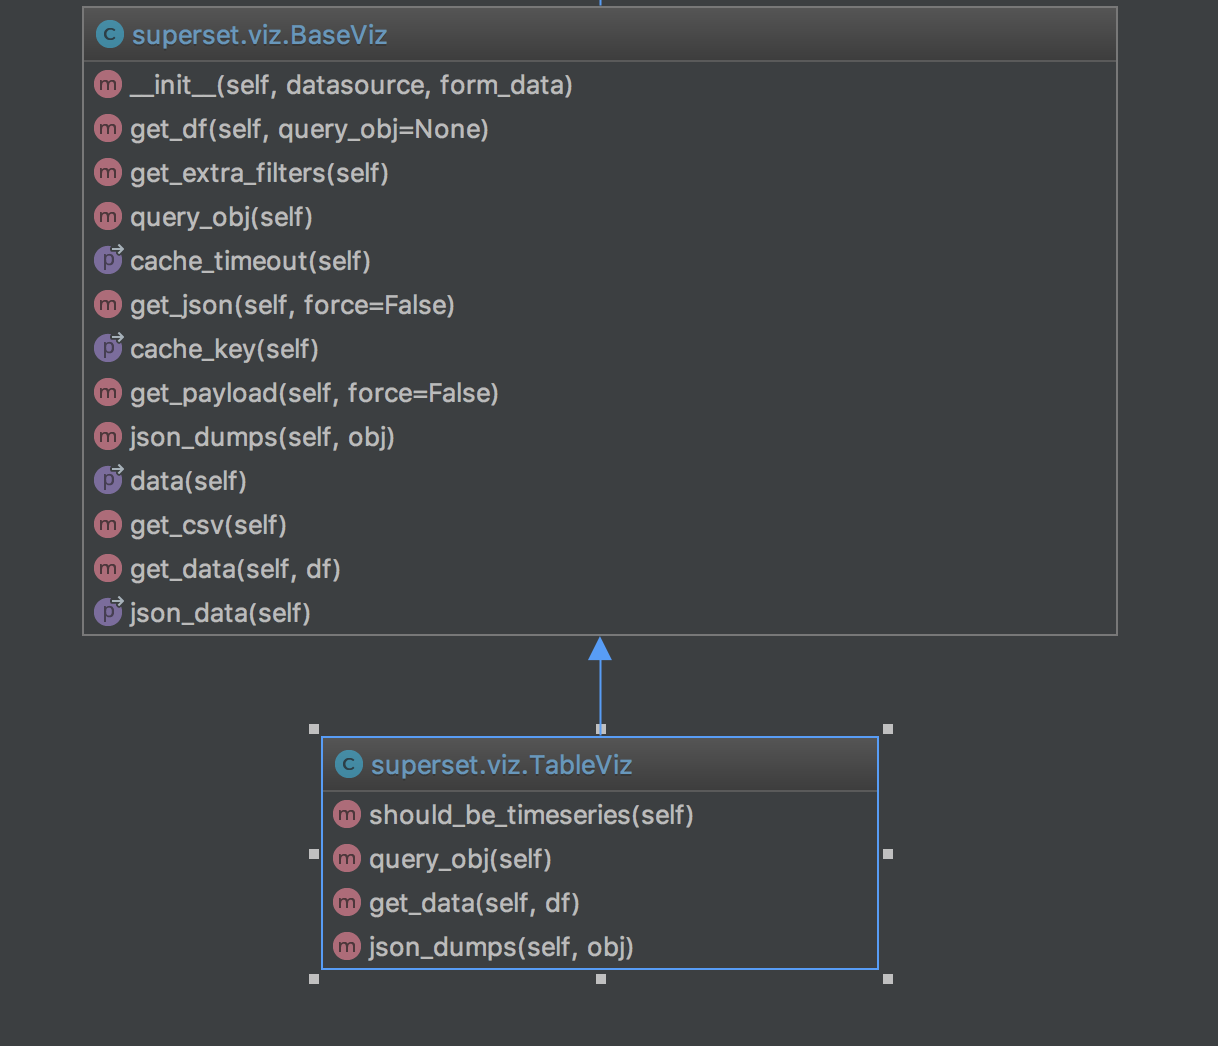 C superset.viz.BaseViz
m __init__(self, datasource, form_data)
m get_df(self, query_obj=None)
m get_extra_filters(self)
m query_obj(self)
p cache_timeout(self)
m get_json(self, force=False)
p cache_key(self)
m get_payload(self, force=False)
m json_dumps(self, obj)
p data(self)
m get_csv(self)
m get_data(self, df)
p json_data(self)
C superset.viz.TableViz
m should_be_timeseries(self)
m query_obj(self)
m get_data(self, df)
m json_dumps(self, obj)